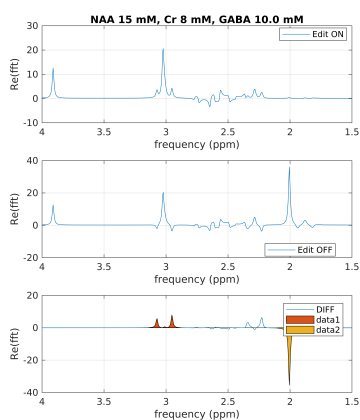 NAA 15 mM, Cr 8 mM, GABA 10.0 mM
30
20
10
0
-10
Re(fft)
Edit ON
4 3.5 3 2.5 2 1.5
frequency (ppm)
40
20
0
-20
Re(fft)
Edit OFF
4 3.5 3 2.5 2 1.5
frequency (ppm)
20
0
-20
-40
Re(fft)
DIFF
data1
data2
4 3.5 3 2.5 2 1.5
frequency (ppm)